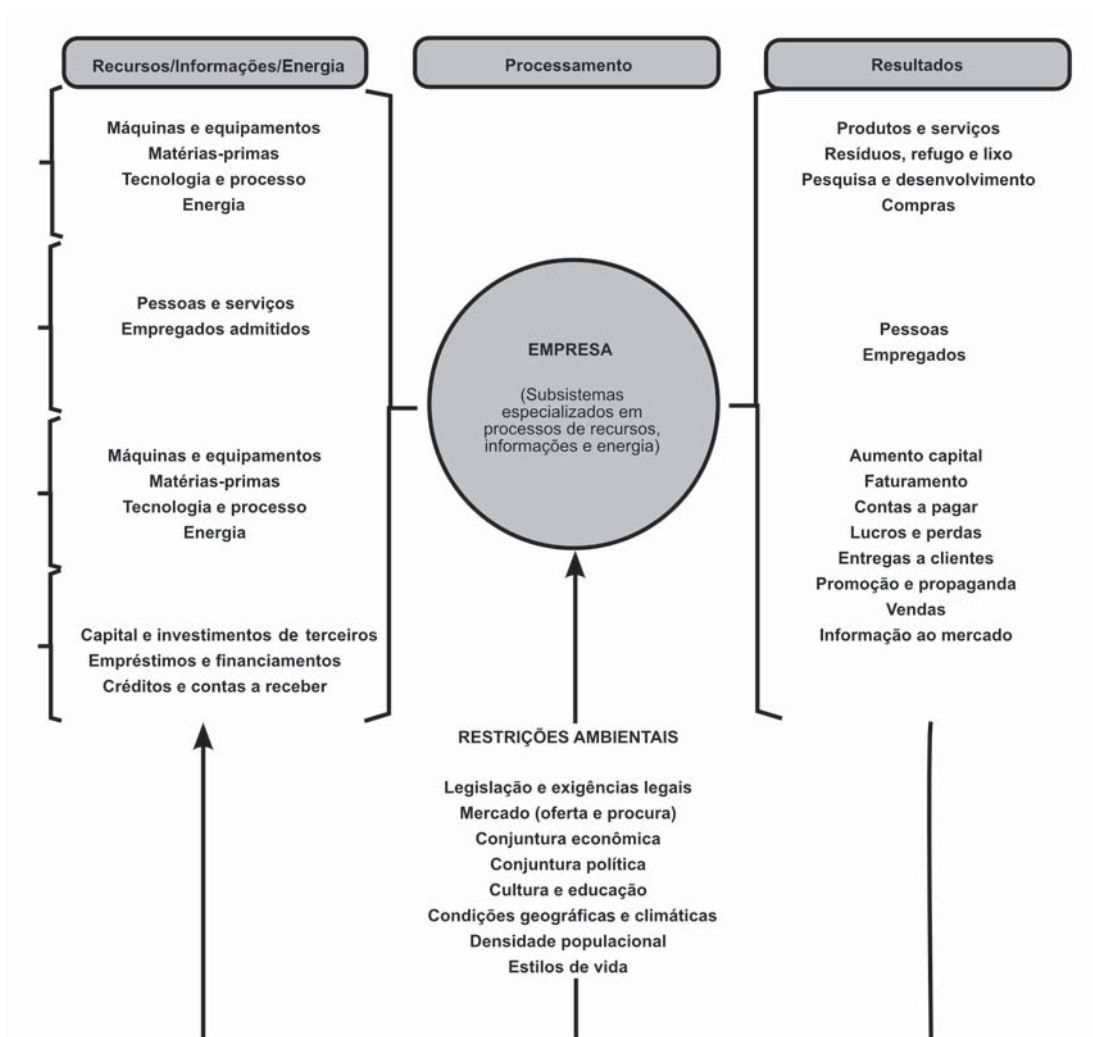 Recursos/Informações/Energia
Máquinas e equipamentos
Matérias-primas
Tecnologia e processo
Energia
Pessoas e serviços
Empregados admitidos
Máquinas e equipamentos
Matérias-primas
Tecnologia e processo
Energia
Capital e investimentos de terceiros
Empréstimos e financiamentos
Créditos e contas a receber
Processamento
EMPRESA
(Subsistemas
especializados em
processos de recursos,
informações e energia)
RESTRIÇÕES AMBIENTAIS
Legislação e exigências legais
Mercado (oferta e procura)
Conjuntura econômica
Conjuntura política
Cultura e educação
Condições geográficas e climáticas
Densidade populacional
Estilos de vida
Resultados
Produtos e serviços
Resíduos, refugo e lixo
Pesquisa e desenvolvimento
Compras
Pessoas
Empregados
Aumento capital
Faturamento
Contas a pagar
Lucros e perdas
Entregas a clientes
Promoção e propaganda
Vendas
Informação ao mercado